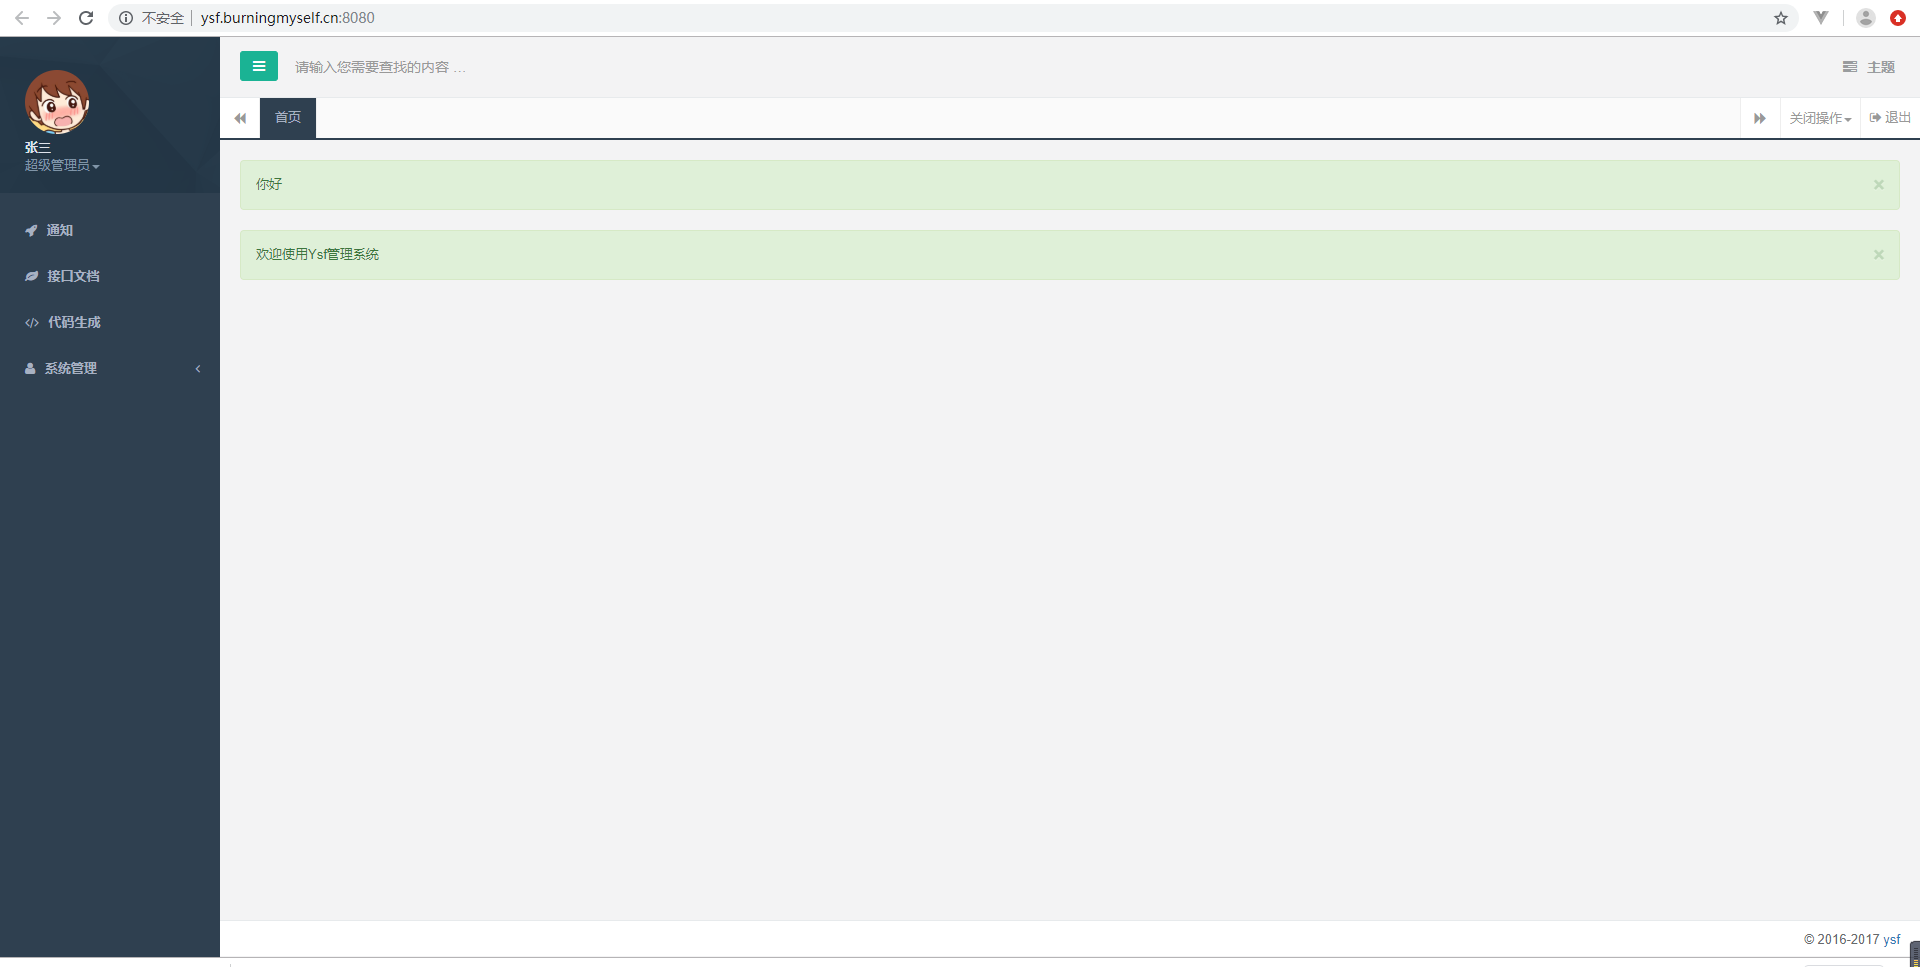 不安全 ysf.burningmyself.cn:8080
请输入您需要查找的内容 …
主题
首页
关闭操作
退出
张三
超级管理员
通知
接口文档
代码生成
系统管理
你好
×
欢迎使用Ysf管理系统
×
© 2016-2017 ysf